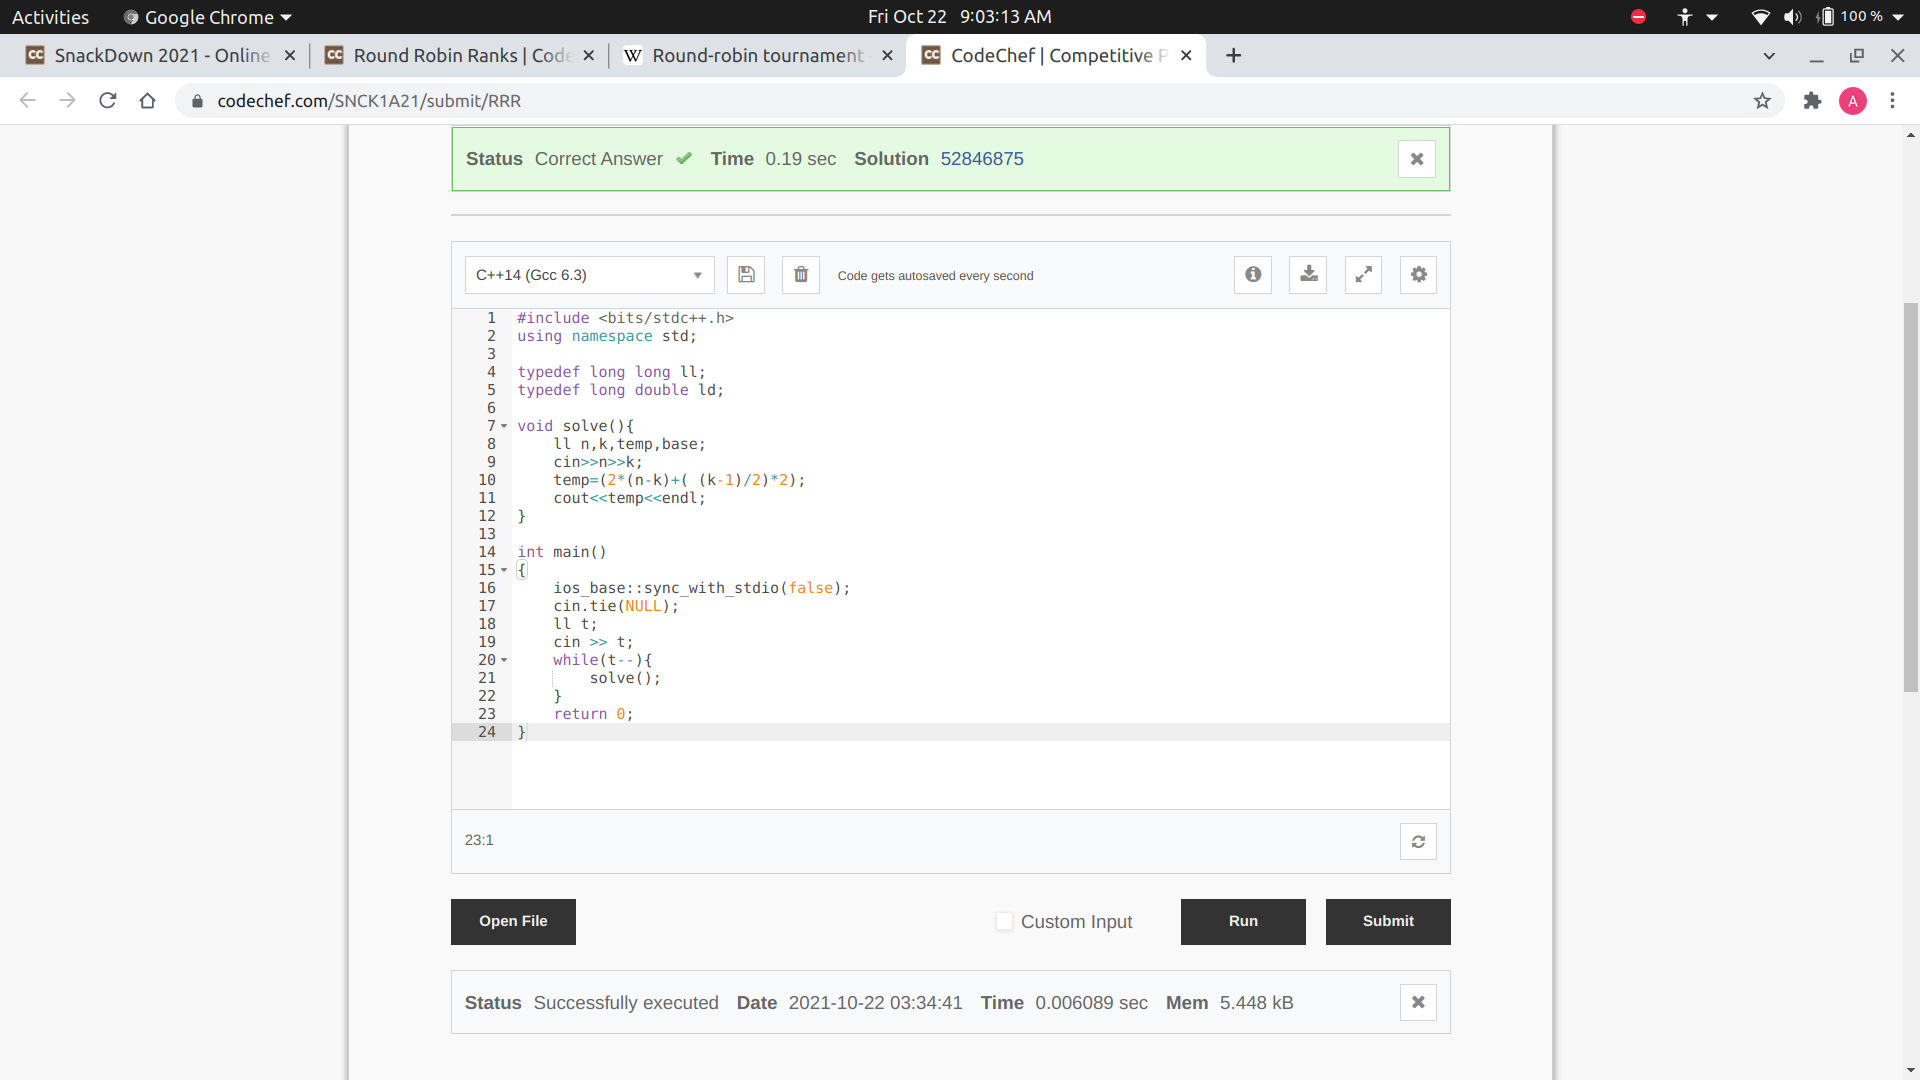 Activities Google Chrome Fri Oct 22 9:03:13 AM 100 %
SnackDown 2021 - Online Round Robin Ranks | Code Round-robin tournament CodeChef | Competitive P
codechef.com/SNCK1A21/submit/RRR A
Status Correct Answer Time 0.19 sec Solution 52846875
C++14 (Gcc 6.3) Code gets autosaved every second
1 #include <bits/stdc++.h>
2 using namespace std;
3
4 typedef long long ll;
5 typedef long double ld;
6
7 void solve(){
8 ll n,k,temp,base;
9 cin>>n>>k;
10 temp=(2*(n-k)+( (k-1)/2)*2);
11 cout<<temp<<endl;
12 }
13
14 int main()
15 {
16 ios_base::sync_with_stdio(false);
17 cin.tie(NULL);
18 ll t;
19 cin >> t;
20 while(t--){
21 solve();
22 }
23 return 0;
24 }
23:1
Open File Custom Input Run Submit
Status Successfully executed Date 2021-10-22 03:34:41 Time 0.006089 sec Mem 5.448 kB